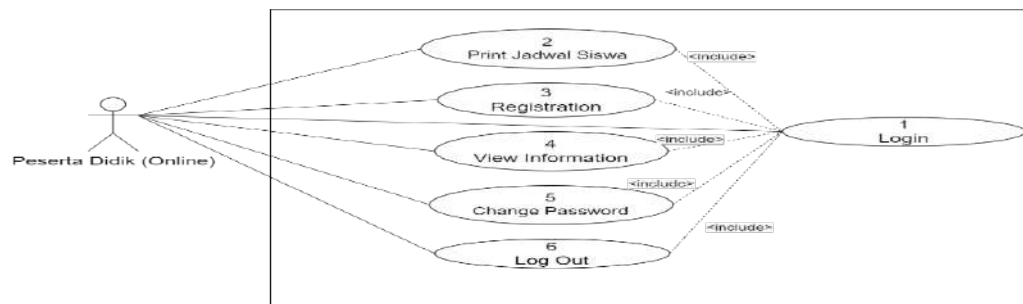 2
Print Jadwal Siswa
<include>
3
Registration
<include>
Peserta Didik (Online)
4
View Information
<include>
1
Login
5
Change Password
<include>
6
Log Out
<include>